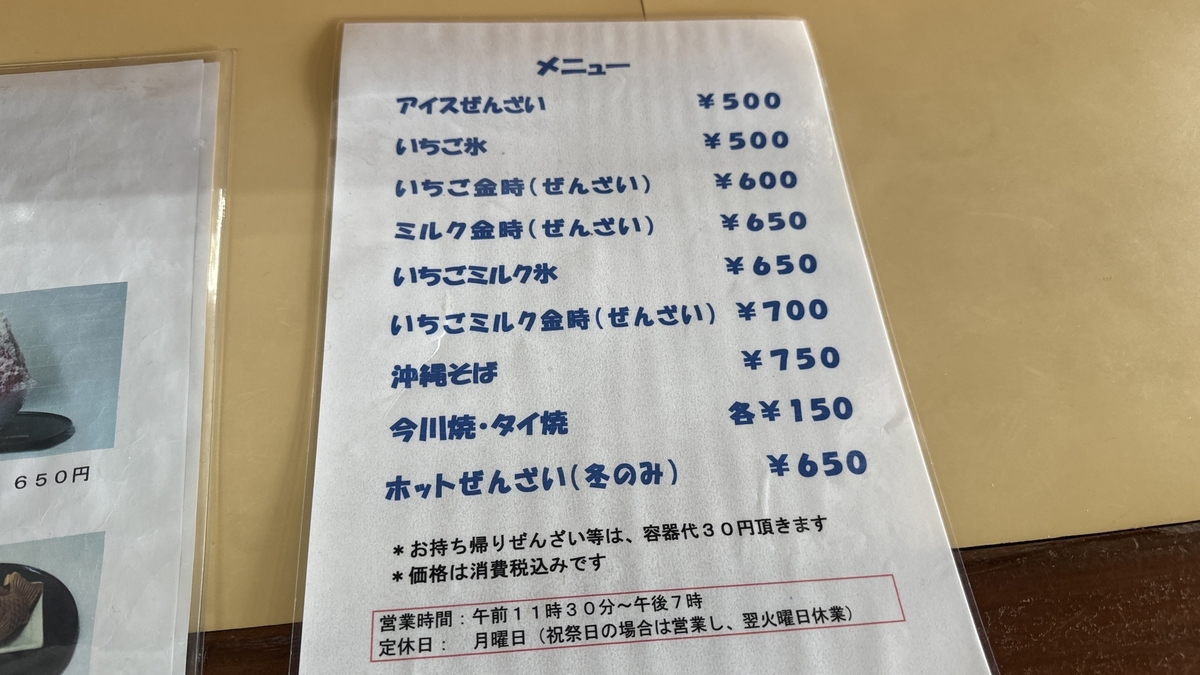 メニュー
アイスぜんざい ￥500
いちご氷 ￥500
いちご金時(ぜんざい) ￥600
ミルク金時(ぜんざい) ￥650
いちごミルク氷 ￥650
いちごミルク金時(ぜんざい) ￥700
沖縄そば ￥750
今川焼・タイ焼 各￥150
ホットぜんざい(冬のみ) ￥650
＊お持ち帰りぜんざい等は、容器代３０円頂きます
＊価格は消費税込みです
営業時間：午前１１時３０分～午後７時
定休日：　月曜日（祝祭日の場合は営業し、翌火曜日休業）
６５０円